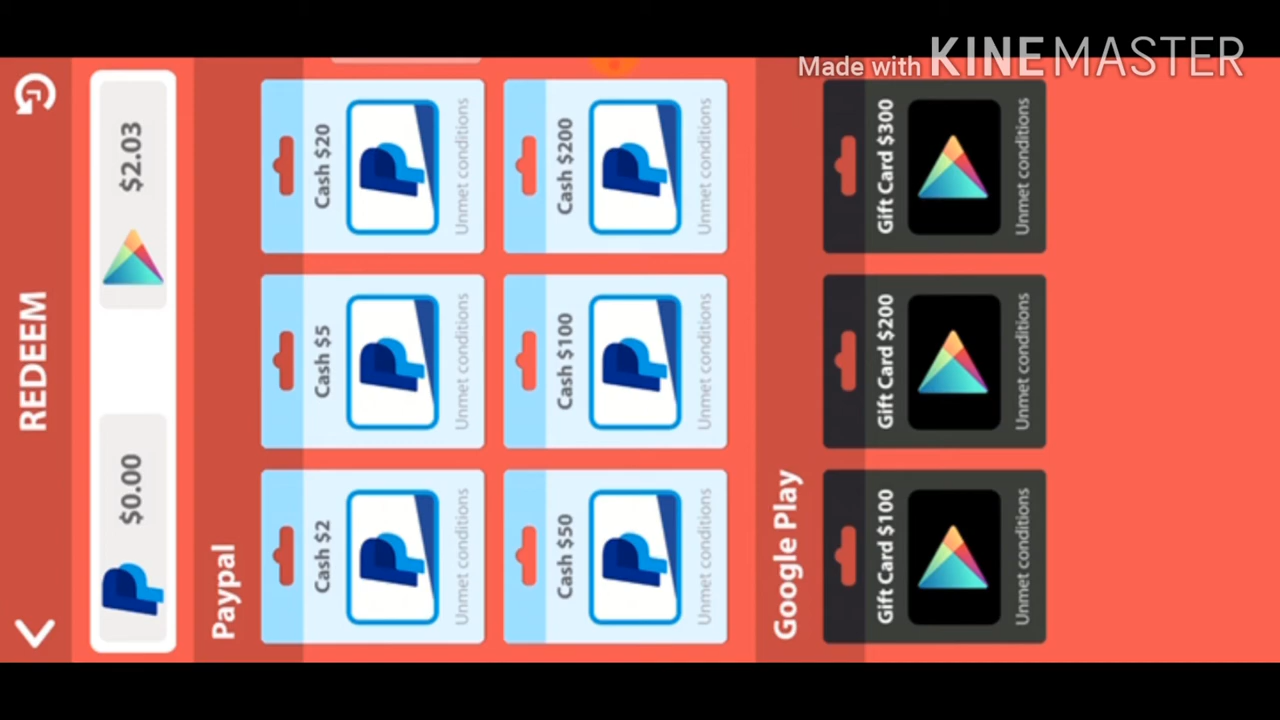 Made with KINEMASTER
REDEEM
$0.00
$2.03
Paypal
Cash $2
Unmet conditions
Cash $5
Unmet conditions
Cash $20
Unmet conditions
Cash $50
Unmet conditions
Cash $100
Unmet conditions
Cash $200
Unmet conditions
Google Play
Gift Card $100
Unmet conditions
Gift Card $200
Unmet conditions
Gift Card $300
Unmet conditions